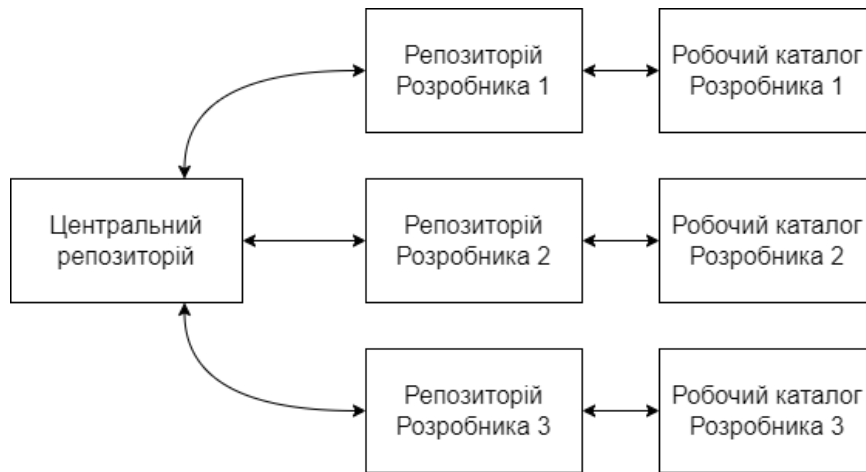 Репозиторій
Розробника 1
Робочий каталог
Розробника 1
Центральний
репозиторій
Репозиторій
Розробника 2
Робочий каталог
Розробника 2
Репозиторій
Розробника 3
Робочий каталог
Розробника 3